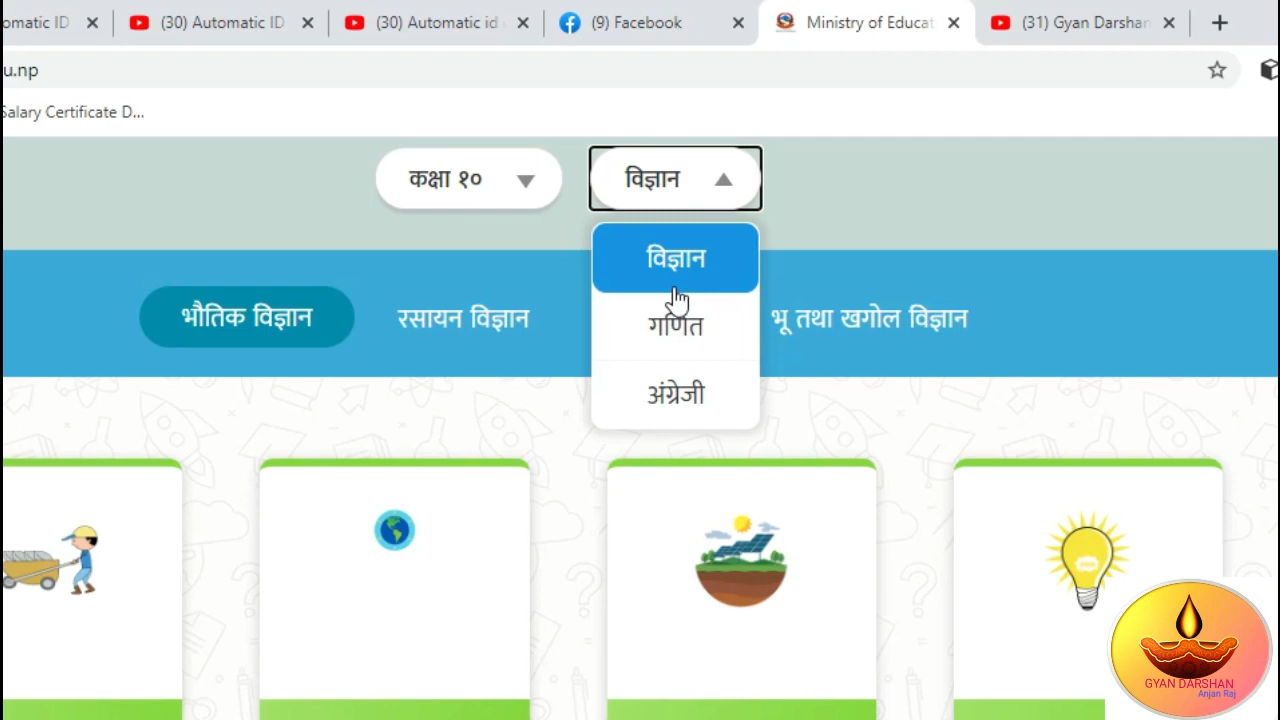 omatic ID
(30) Automatic ID
(30) Automatic id
(9) Facebook
Ministry of Educat
(31) Gyan Darshan
u.np
Salary Certificate D...
कक्षा १०
विज्ञान
विज्ञान
गणित
अंग्रेजी
भौतिक विज्ञान
रसायन विज्ञान
भू तथा खगोल विज्ञान
GYAN DARSHAN
Anjan Raj